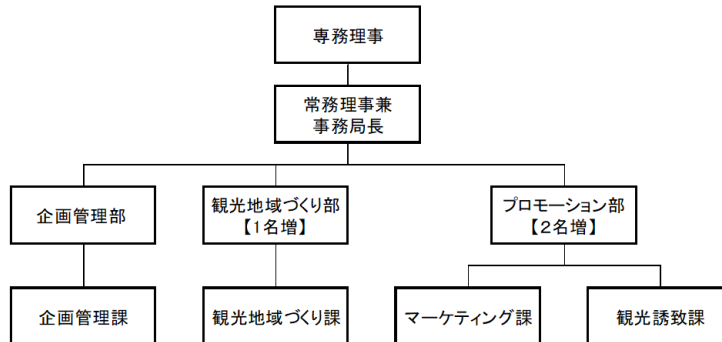 専務理事
常務理事兼
事務局長
企画管理部
観光地域づくり部
【1名増】
プロモーション部
【２名増】
企画管理課
観光地域づくり課
マーケティング課
観光誘致課